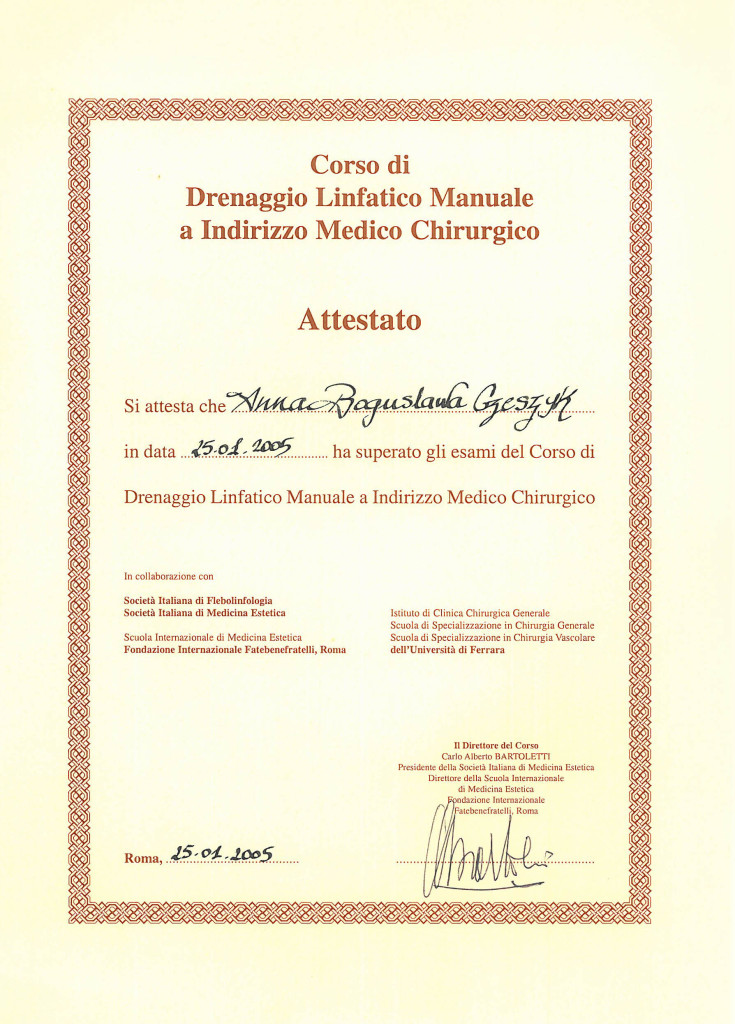 Corso di
Drenaggio Linfatico Manuale
a Indirizzo Medico Chirurgico
Attestato
Si attesta che Anna Boguslawa Czeszyk
in data 25.01.2005 ha superato gli esami del Corso di
Drenaggio Linfatico Manuale a Indirizzo Medico Chirurgico
In collaborazione con
Società Italiana di Flebolinfologia
Società Italiana di Medicina Estetica
Scuola Internazionale di Medicina Estetica
Fondazione Internazionale Fatebenefratelli, Roma
Istituto di Clinica Chirurgica Generale
Scuola di Specializzazione in Chirurgia Generale
Scuola di Specializzazione in Chirurgia Vascolare
dell'Università di Ferrara
Il Direttore del Corso
Carlo Alberto BARTOLETTI
Presidente della Società Italiana di Medicina Estetica
Direttore della Scuola Internazionale
di Medicina Estetica
Fondazione Internazionale
Fatebenefratelli, Roma
Roma, 25.01.2005